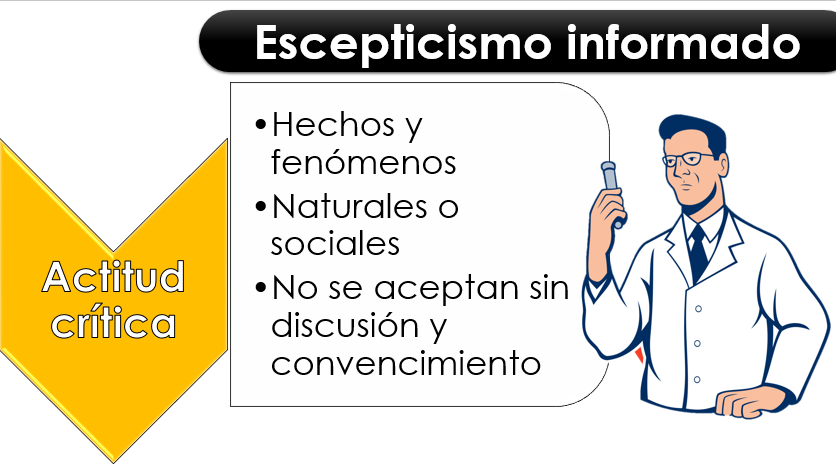 Escepticismo informado
•Hechos y
fenómenos
•Naturales o
sociales
•No se aceptan sin
discusión y
convencimiento
Actitud
crítica